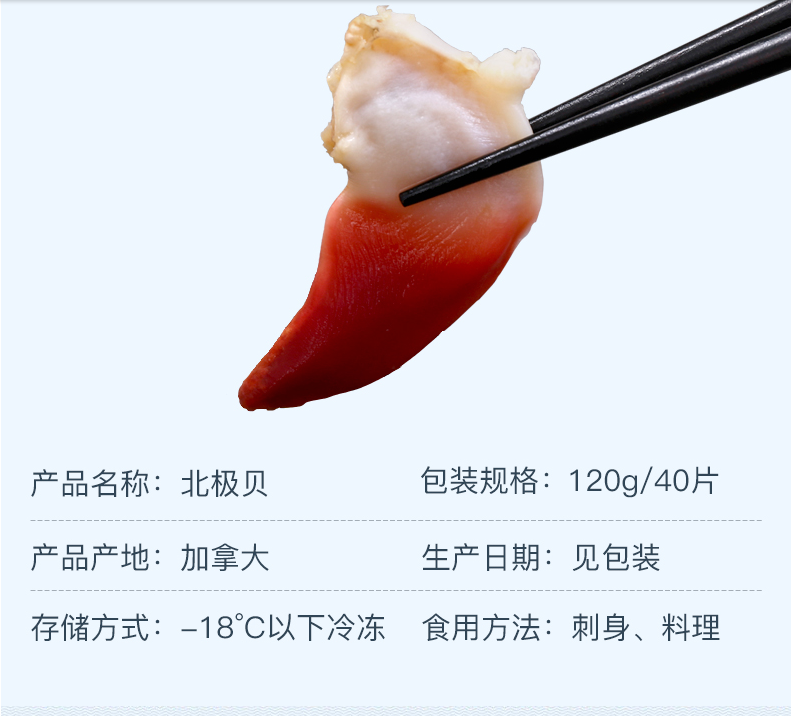 产品名称：北极贝 包装规格：120g/40片
产品产地：加拿大 生产日期：见包装
存储方式：-18℃以下冷冻 食用方法：刺身、料理